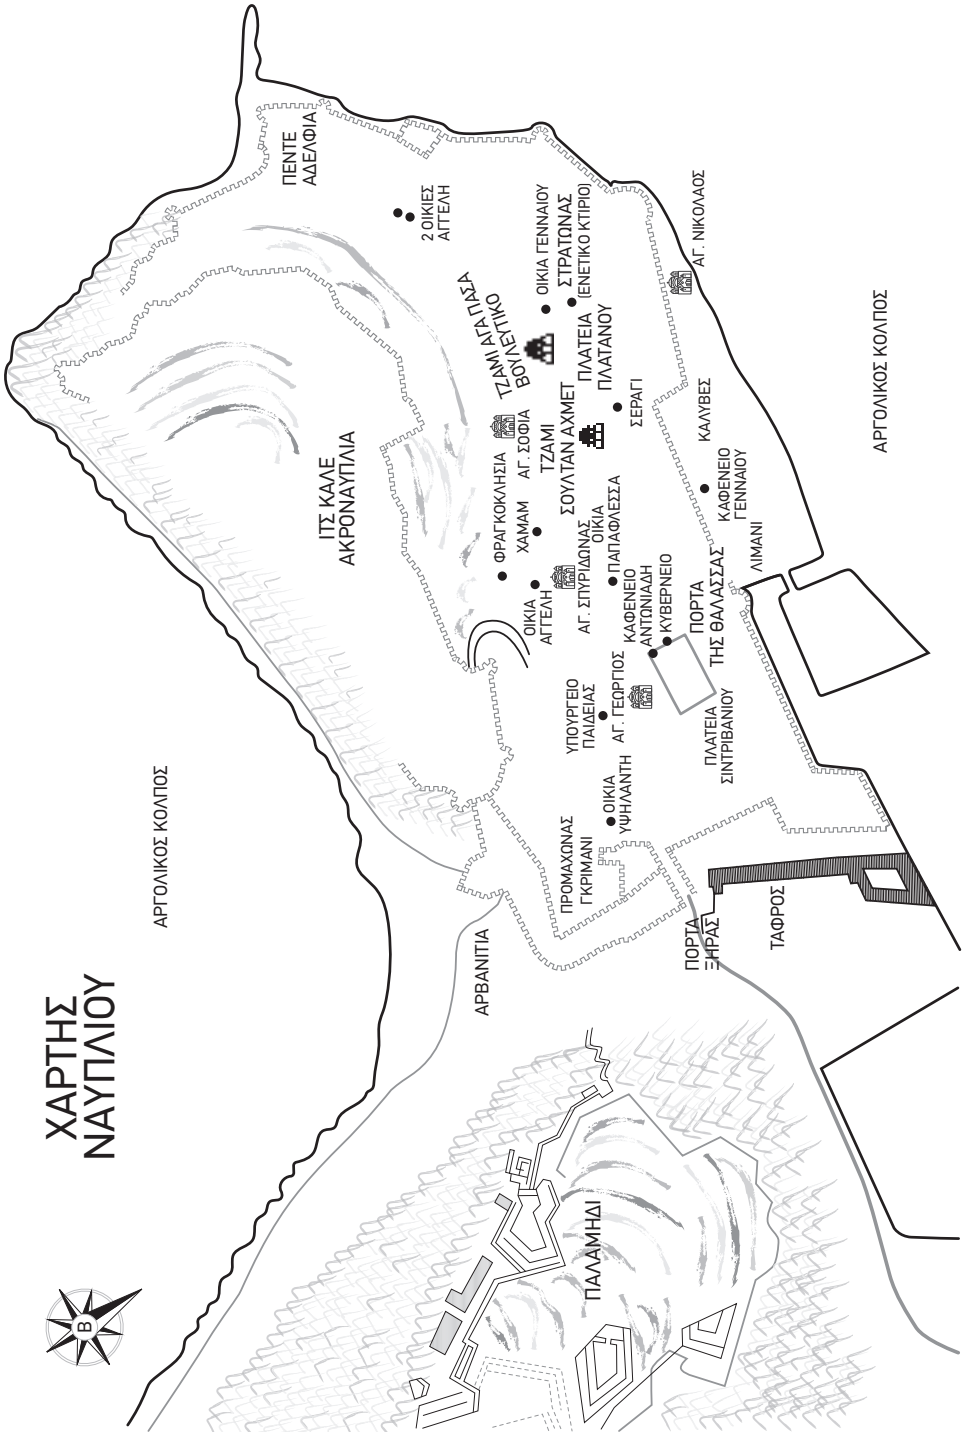 ΧΑΡΤΗΣ
ΝΑΥΠΛΙΟΥ
Β
ΑΡΓΟΛΙΚΟΣ ΚΟΛΠΟΣ
ΠΕΝΤΕ
ΑΔΕΛΦΙΑ
ΙΤΣ ΚΑΛΕ
ΑΚΡΟΝΑΥΠΛΙΑ
2 ΟΙΚΙΕΣ
ΑΓΓΕΛΗ
ΤΖΑΜΙ ΑΓΑ ΠΑΣΑ
ΒΟΥΛΕΥΤΙΚΟ
ΟΙΚΙΑ ΓΕΝΝΑΙΟΥ
ΣΤΡΑΤΩΝΑΣ
(ΕΝΕΤΙΚΟ ΚΤΙΡΙΟ)
ΠΛΑΤΕΙΑ
ΠΛΑΤΑΝΟΥ
ΦΡΑΓΚΟΚΛΗΣΙΑ
ΑΓ. ΣΟΦΙΑ
ΧΑΜΑΜ
ΤΖΑΜΙ
ΣΟΥΛΤΑΝ ΑΧΜΕΤ
ΣΕΡΑΓΙ
ΑΓ. ΝΙΚΟΛΑΟΣ
ΟΙΚΙΑ
ΑΓΓΕΛΗ
ΑΓ. ΣΠΥΡΙΔΩΝΑΣ
ΟΙΚΙΑ
ΠΑΠΑΦΛΕΣΣΑ
ΚΑΛΥΒΕΣ
ΚΑΦΕΝΕΙΟ
ΓΕΝΝΑΙΟΥ
ΚΑΦΕΝΕΙΟ
ΑΝΤΩΝΙΑΔΗ
ΚΥΒΕΡΝΕΙΟ
ΠΟΡΤΑ
ΤΗΣ ΘΑΛΑΣΣΑΣ
ΛΙΜΑΝΙ
ΑΡΓΟΛΙΚΟΣ ΚΟΛΠΟΣ
ΥΠΟΥΡΓΕΙΟ
ΠΑΙΔΕΙΑΣ
ΑΓ. ΓΕΩΡΓΙΟΣ
ΠΛΑΤΕΙΑ
ΣΙΝΤΡΙΒΑΝΙΟΥ
ΟΙΚΙΑ
ΥΨΗΛΑΝΤΗ
ΠΡΟΜΑΧΩΝΑΣ
ΓΚΡΙΜΑΝΙ
ΑΡΒΑΝΙΤΙΑ
ΠΟΡΤΑ
ΞΗΡΑΣ
ΤΑΦΡΟΣ
ΠΑΛΑΜΗΔΙ